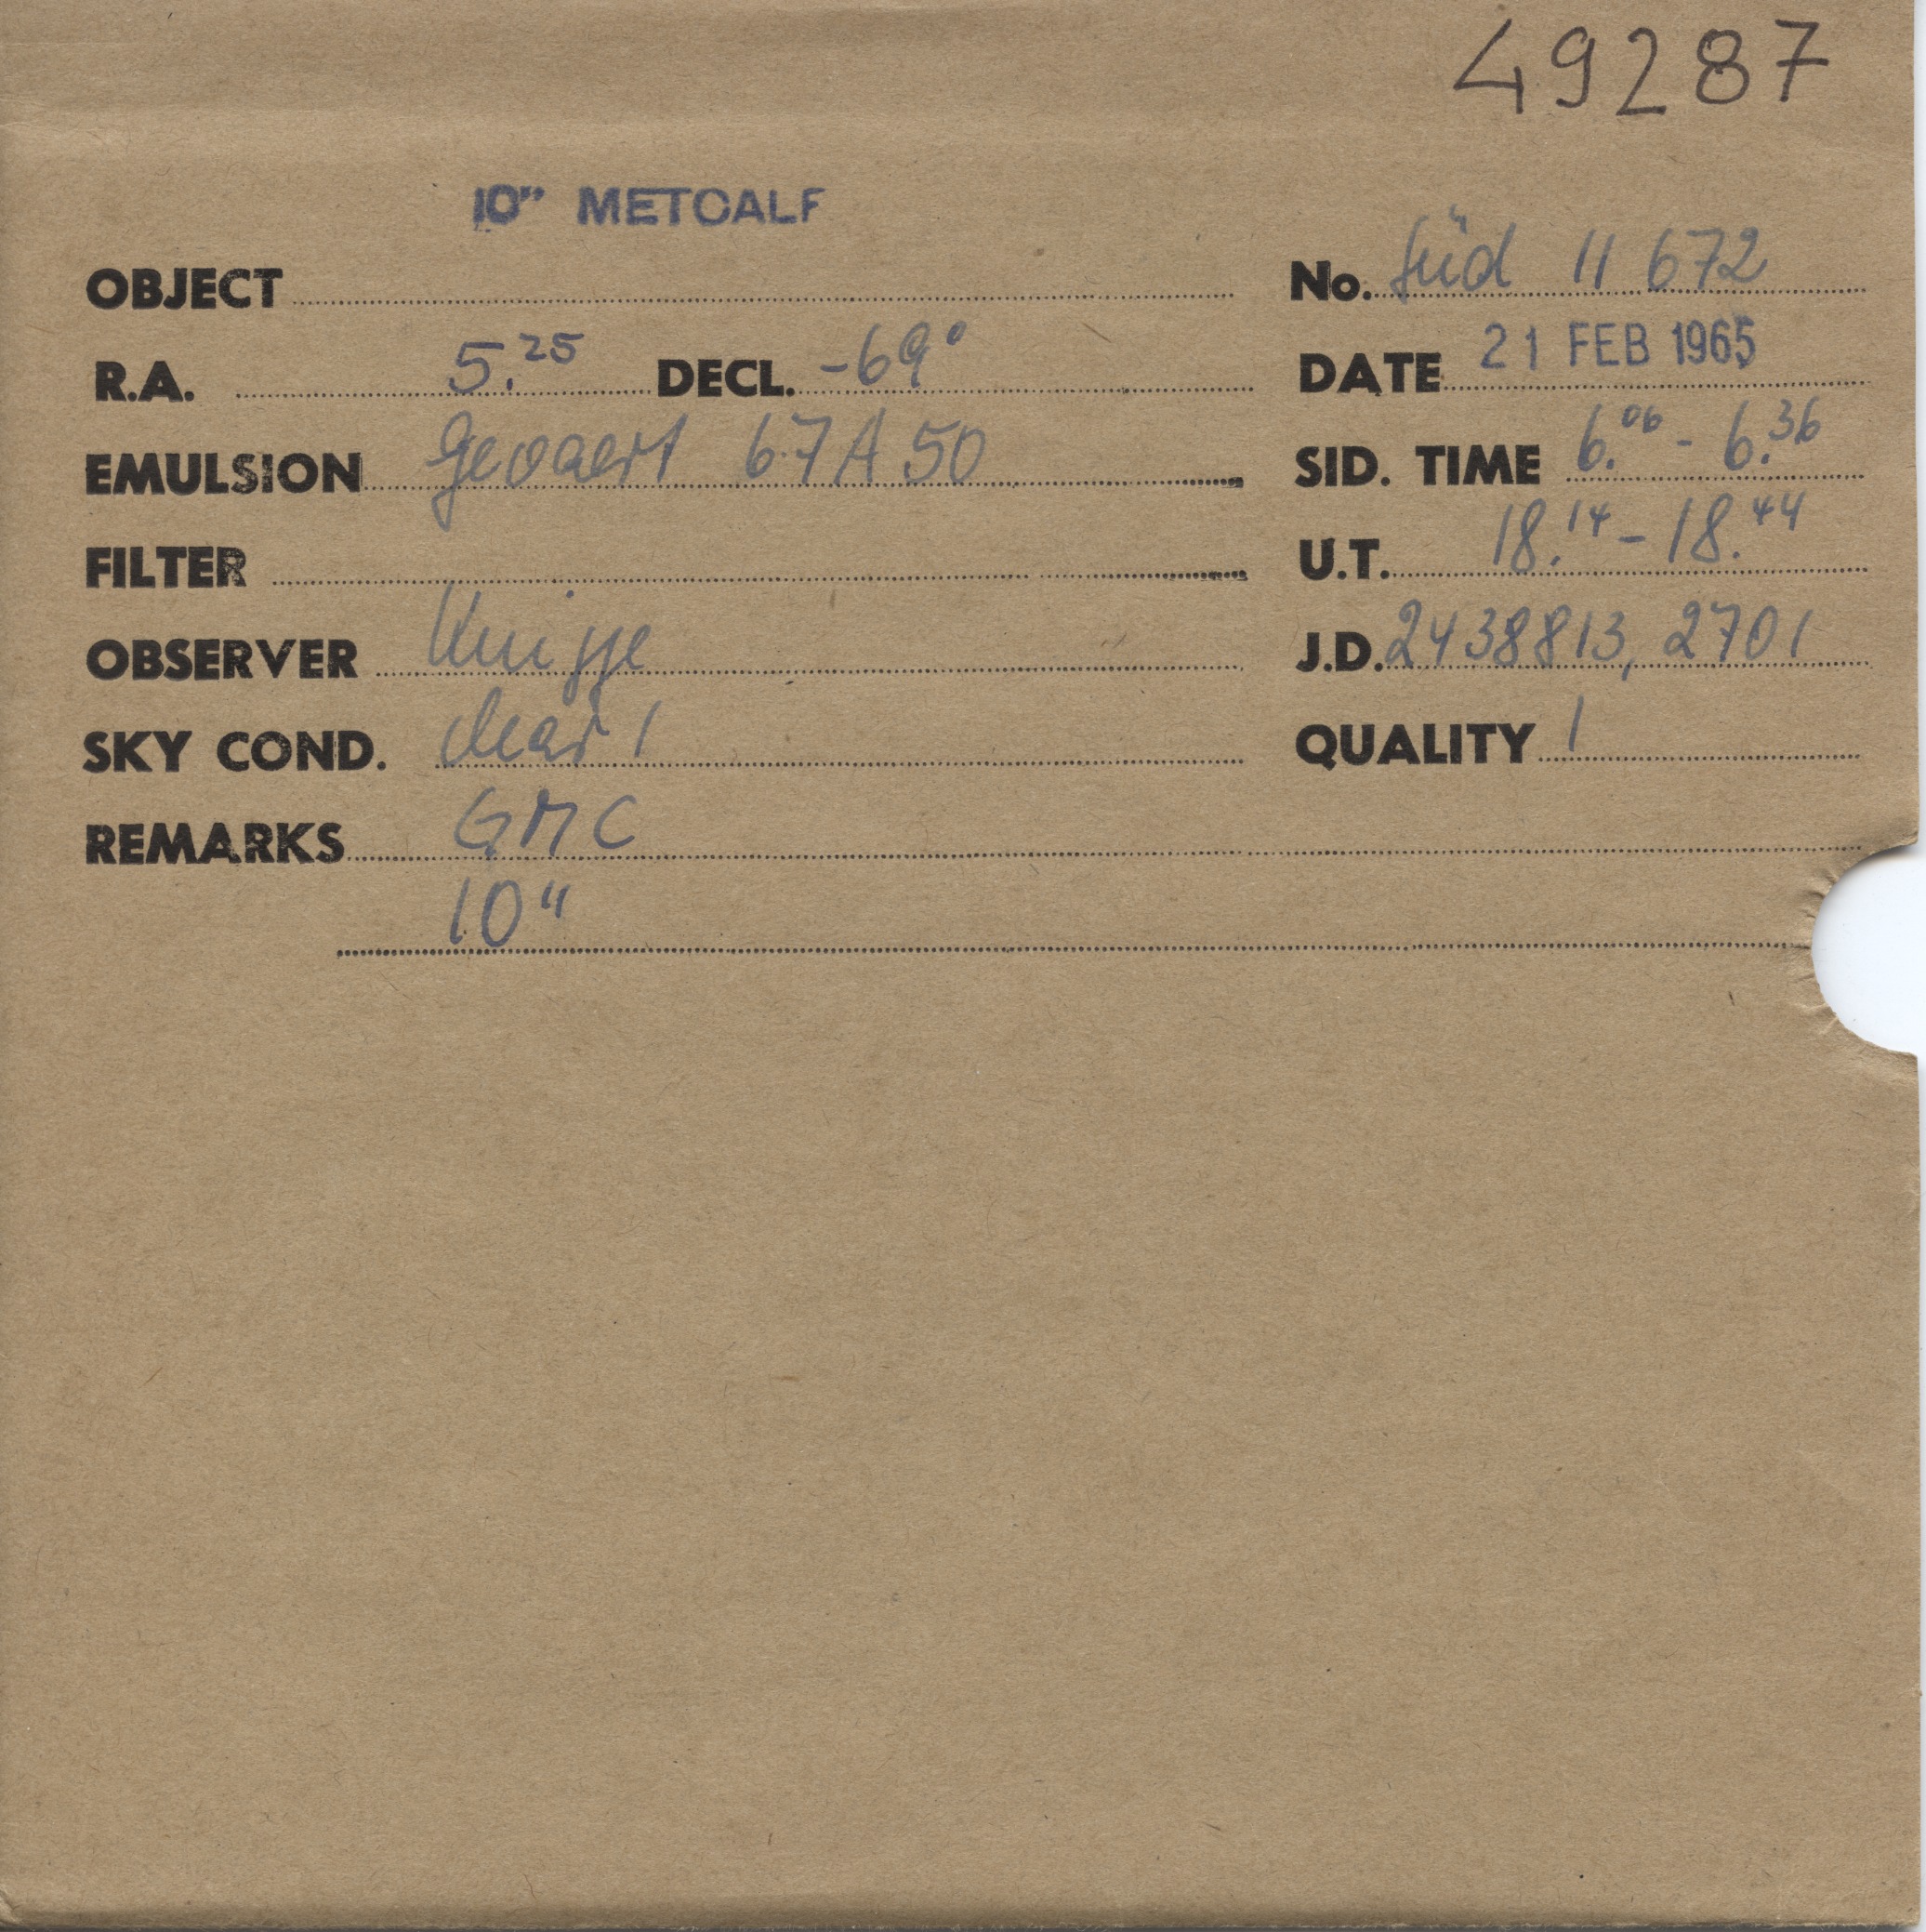 49287
10" METCALF
OBJECT No. Süd 11 672
R.A. 5.25 DECL. -69° DATE 21 FEB 1965
EMULSION Gevaert 67A50 SID. TIME 6.06 - 6.36
FILTER U.T. 18.14 - 18.44
OBSERVER Knigge J.D. 2438813, 2701
SKY COND. clear 1 QUALITY 1
REMARKS GMC
10"